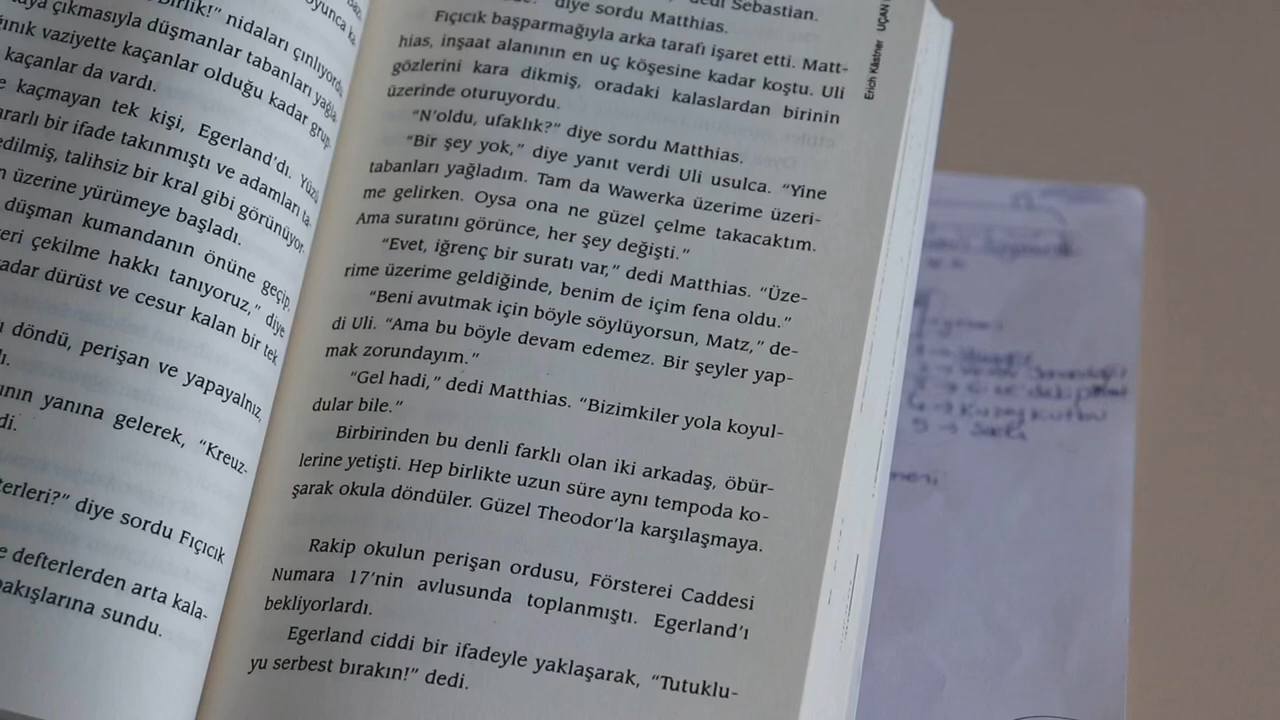 Birlik!” nidaları çınlıyordu
çıkmasıyla düşmanlar tabanları yağla-
vaziyette kaçanlar olduğu kadar grup-
kaçanlar da vardı.
kaçmayan tek kişi, Egerland’dı. Yüzü
bir ifade takınmıştı ve adamları ta-
edilmiş, talihsiz bir kral gibi görünüyor-
üzerine yürümeye başladı.
düşman kumandanın önüne geçip,
çekilme hakkı tanıyoruz,” diye
kadar dürüst ve cesur kalan bir tek
döndü, perişan ve yapayalnız,
yanına gelerek, “Kreuz-
diye sordu Fıçıcık
defterlerden arta kala-
bakışlarına sundu.
dedi Sebastian.
diye sordu Matthias.
Fıçıcık başparmağıyla arka tarafı işaret etti. Matt-
hias, inşaat alanının en uç köşesine kadar koştu. Uli
gözlerini kara dikmiş, oradaki kalaslardan birinin
üzerinde oturuyordu.
“N’oldu, ufaklık?” diye sordu Matthias.
“Bir şey yok,” diye yanıt verdi Uli usulca. “Yine
tabanları yağladım. Tam da Wawerka üzerime üzeri-
me gelirken. Oysa ona ne güzel çelme takacaktım.
Ama suratını görünce, her şey değişti.”
“Evet, iğrenç bir suratı var,” dedi Matthias. “Üze-
rime üzerime geldiğinde, benim de içim fena oldu.”
“Beni avutmak için böyle söylüyorsun, Matz,” de-
di Uli. “Ama bu böyle devam edemez. Bir şeyler yap-
mak zorundayım.”
“Gel hadi,” dedi Matthias. “Bizimkiler yola koyul-
dular bile.”
Birbirinden bu denli farklı olan iki arkadaş, öbür-
lerine yetişti. Hep birlikte uzun süre aynı tempoda ko-
şarak okula döndüler. Güzel Theodor’la karşılaşmaya.
Rakip okulun perişan ordusu, Försterei Caddesi
Numara 17’nin avlusunda toplanmıştı. Egerland’ı
bekliyorlardı.
Egerland ciddi bir ifadeyle yaklaşarak, “Tutuklu-
yu serbest bırakın!” dedi.
Erich Kästner UÇAN